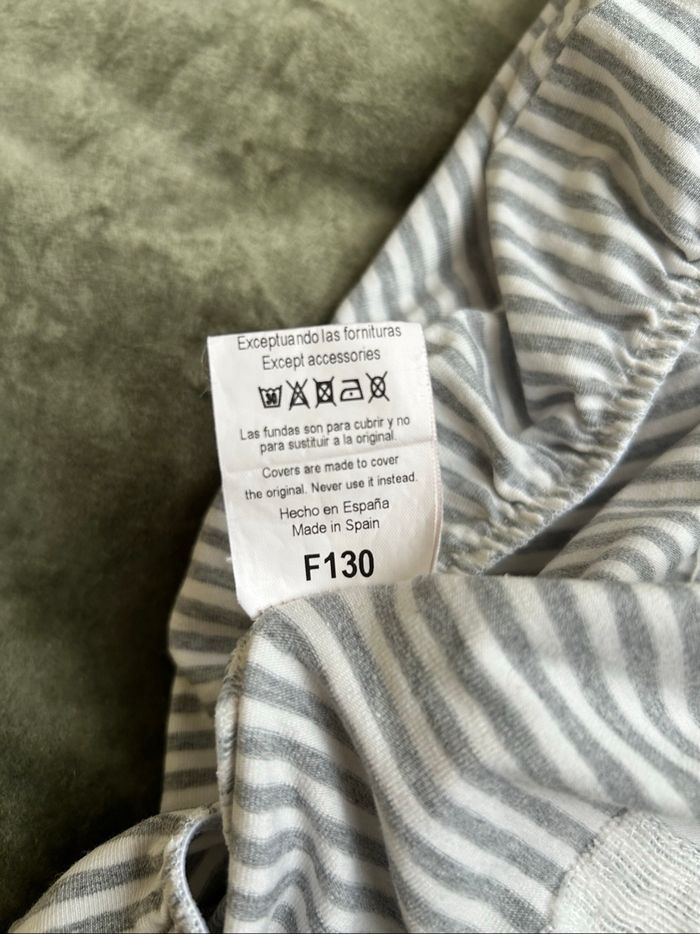 Exceptuando las fornituras
Except accessories
30
Las fundas son para cubrir y no
para sustituir a la original.
Covers are made to cover
the original. Never use it instead.
Hecho en España
Made in Spain
F130